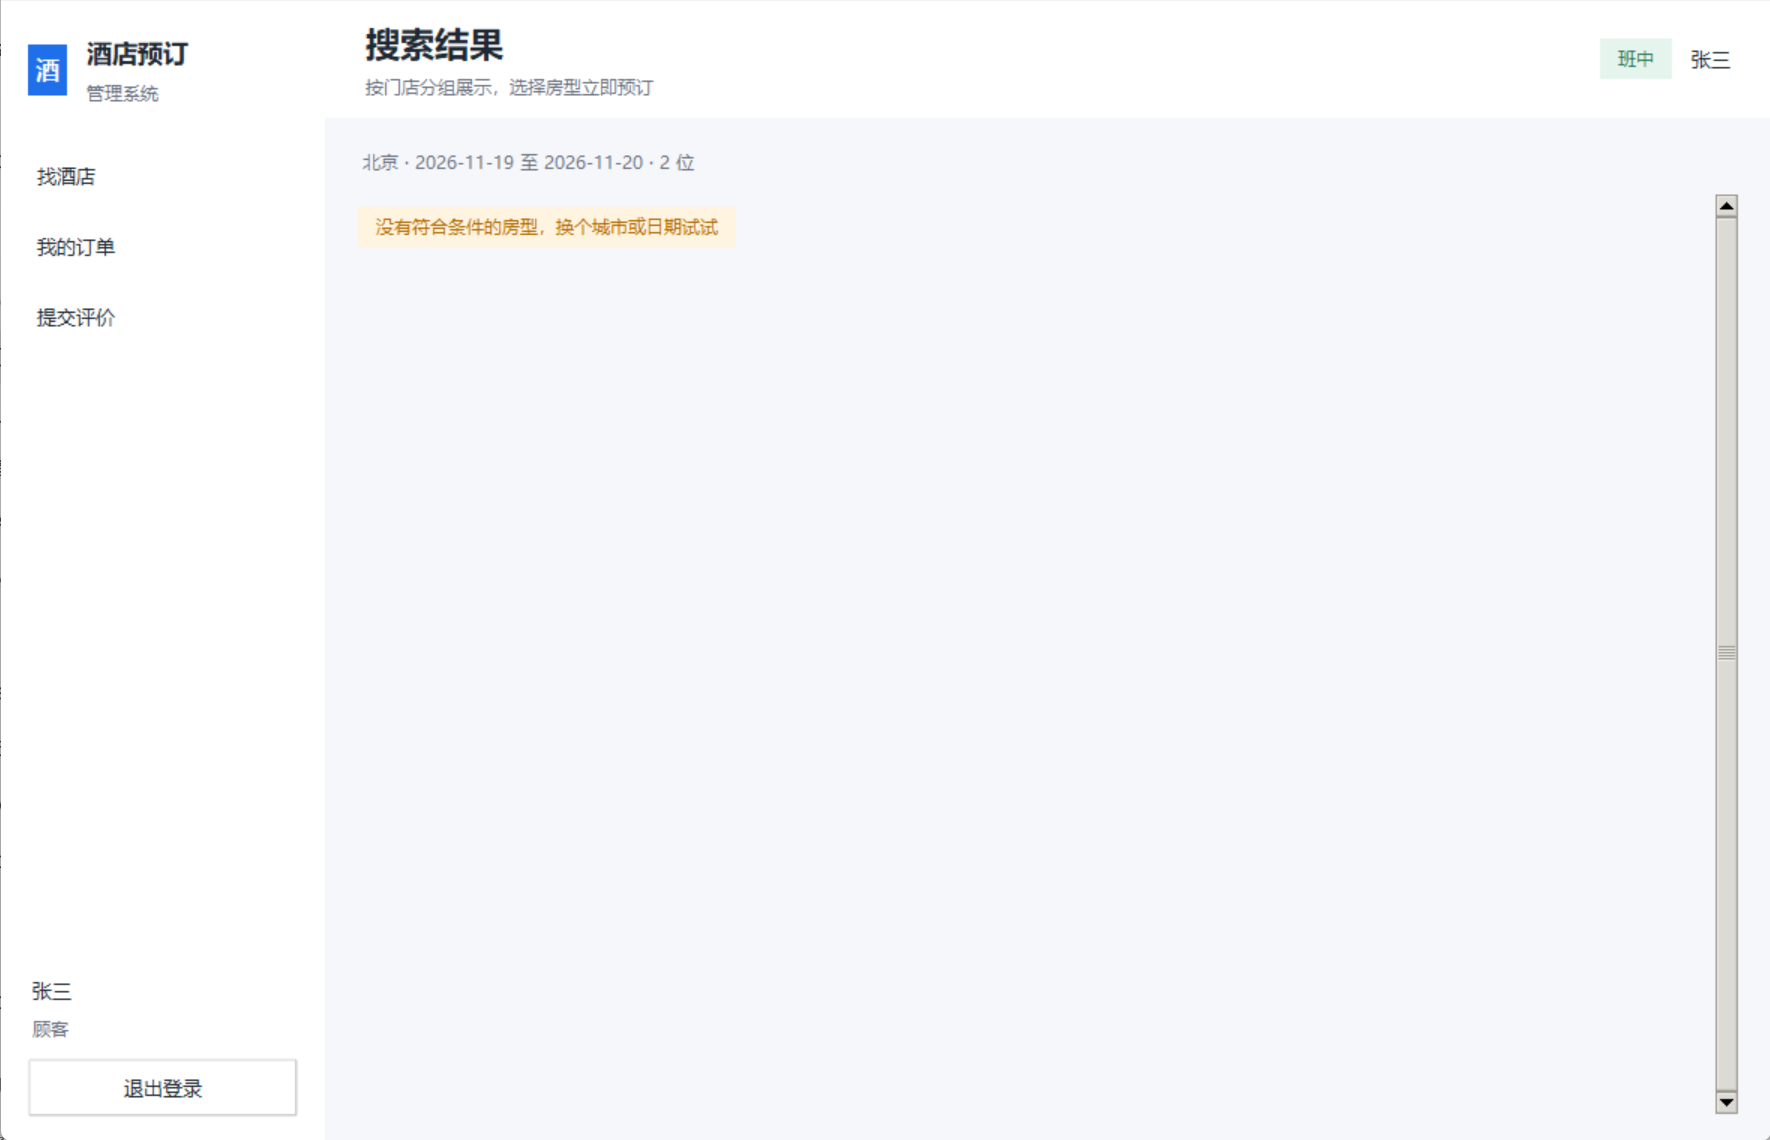 酒
酒店预订
管理系统
找酒店
我的订单
提交评价
张三
顾客
退出登录
搜索结果
按门店分组展示，选择房型立即预订
班中
张三
北京 · 2026-11-19 至 2026-11-20 · 2 位
没有符合条件的房型，换个城市或日期试试